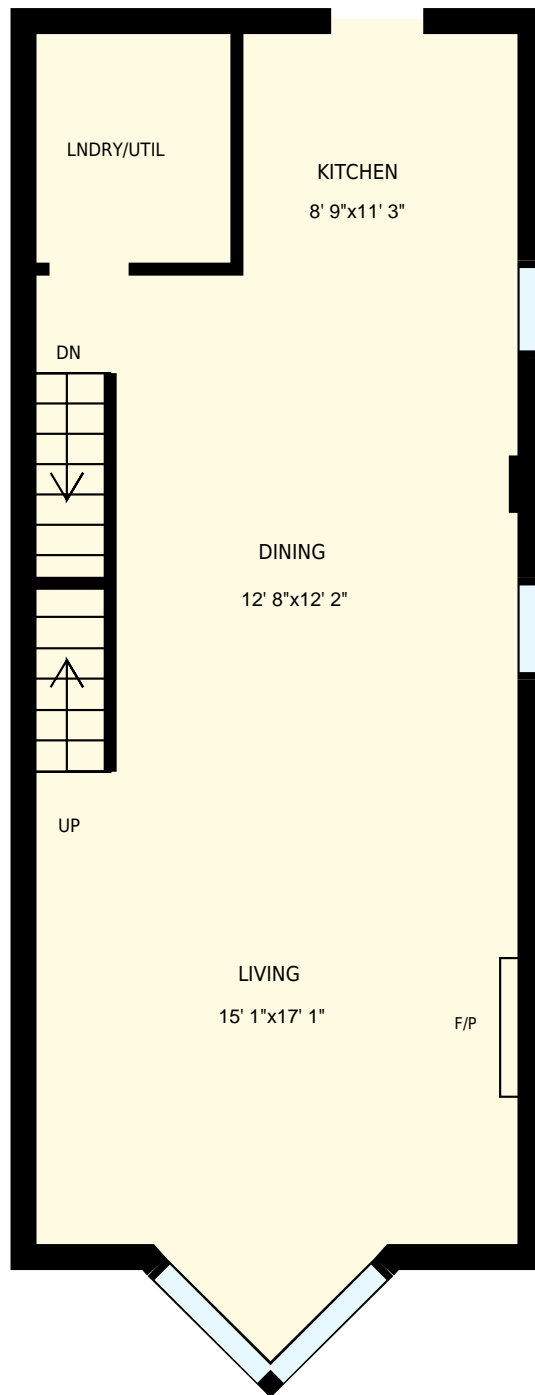 LNDRY/UTIL
KITCHEN
8' 9"x11' 3"
DN
DINING
12' 8"x12' 2"
UP
LIVING
15' 1"x17' 1"
F/P